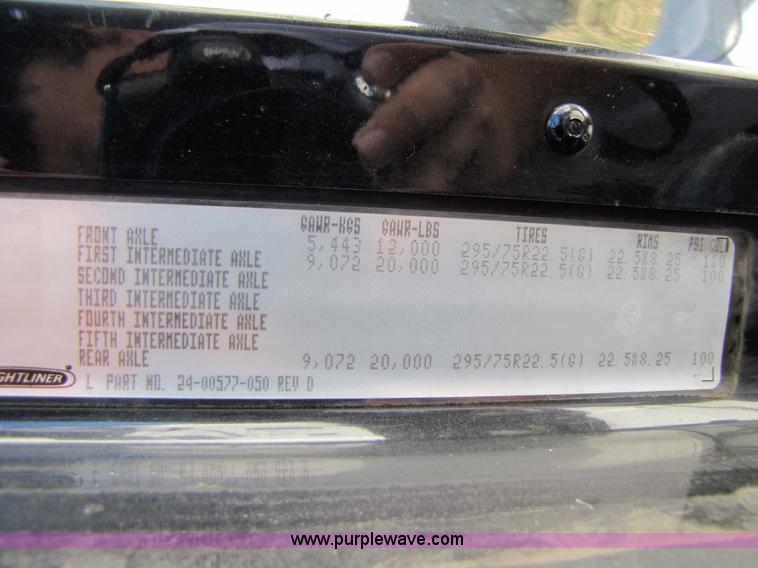 GAWR-KGS GAWR-LBS TIRES RIMS PSI COLD
FRONT AXLE 5,443 12,000 295/75R22.5(G) 22.5X8.25 110
FIRST INTERMEDIATE AXLE 9,072 20,000 295/75R22.5(G) 22.5X8.25 100
SECOND INTERMEDIATE AXLE
THIRD INTERMEDIATE AXLE
FOURTH INTERMEDIATE AXLE
FIFTH INTERMEDIATE AXLE
REAR AXLE 9,072 20,000 295/75R22.5(G) 22.5X8.25 100
GHTLINER L PART NO. 24-00577-050 REV D
www.purplewave.com